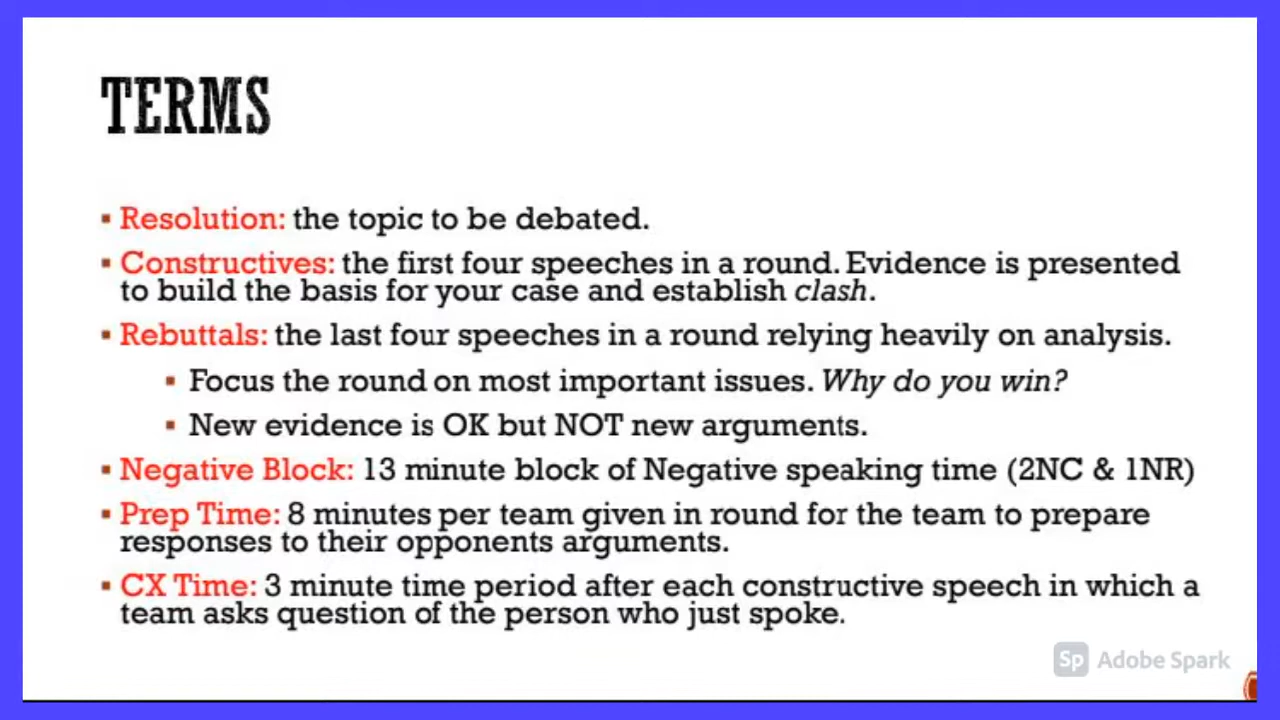 TERMS
▪ Resolution: the topic to be debated.
▪ Constructives: the first four speeches in a round. Evidence is presented
to build the basis for your case and establish clash.
▪ Rebuttals: the last four speeches in a round relying heavily on analysis.
▪ Focus the round on most important issues. Why do you win?
▪ New evidence is OK but NOT new arguments.
▪ Negative Block: 13 minute block of Negative speaking time (2NC & 1NR)
▪ Prep Time: 8 minutes per team given in round for the team to prepare
responses to their opponents arguments.
▪ CX Time: 3 minute time period after each constructive speech in which a
team asks question of the person who just spoke.
Sp Adobe Spark